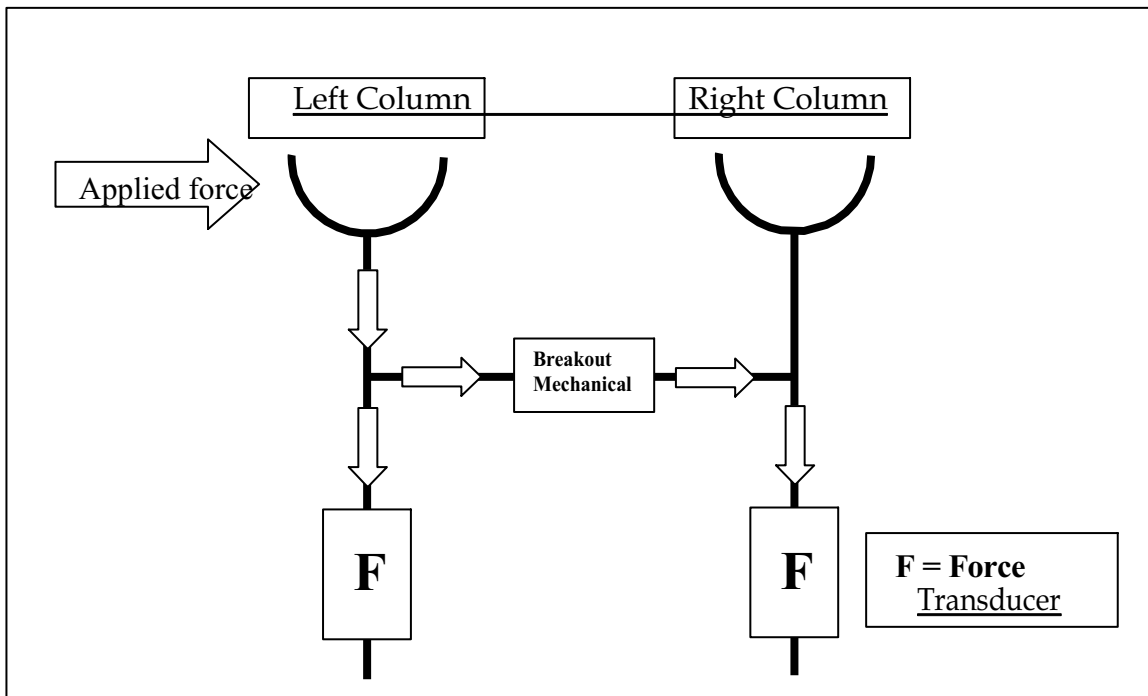 Left Column
Right Column
Applied force
Breakout
Mechanical
F
F
F = Force
Transducer